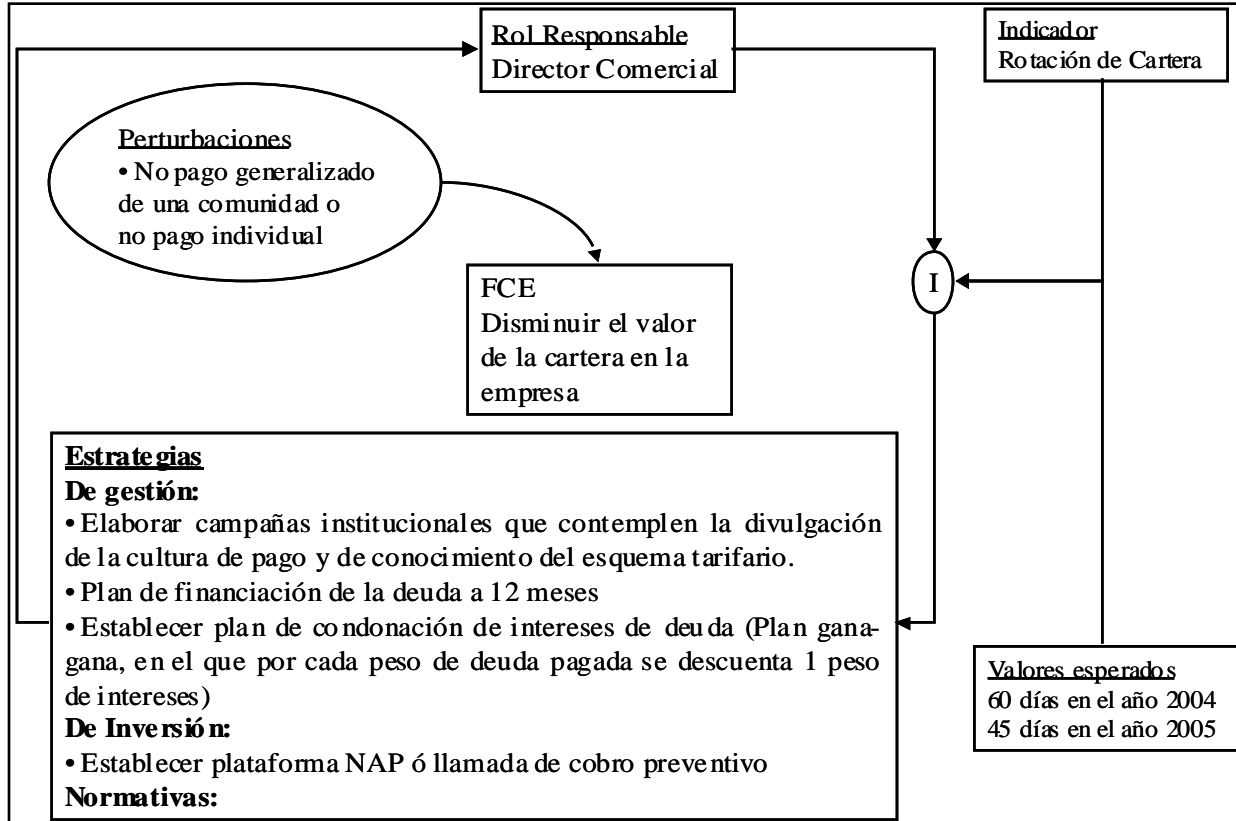 Rol Responsable
Director Comercial
Indicador
Rotación de Cartera
Perturbaciones
• No pago generalizado
de una comunidad o
no pago individual
I
FCE
Disminuir el valor
de la cartera en la
empresa
Estrategias
De gestión:
• Elaborar campañas institucionales que contemplen la divulgación
de la cultura de pago y de conocimiento del esquema tarifario.
• Plan de financiación de la deuda a 12 meses
• Establecer plan de condonación de intereses de deuda (Plan gana-
gana, en el que por cada peso de deuda pagada se descuenta 1 peso
de intereses)
De Inversión:
• Establecer plataforma NAP ó llamada de cobro preventivo
Normativas:
Valores esperados
60 días en el año 2004
45 días en el año 2005